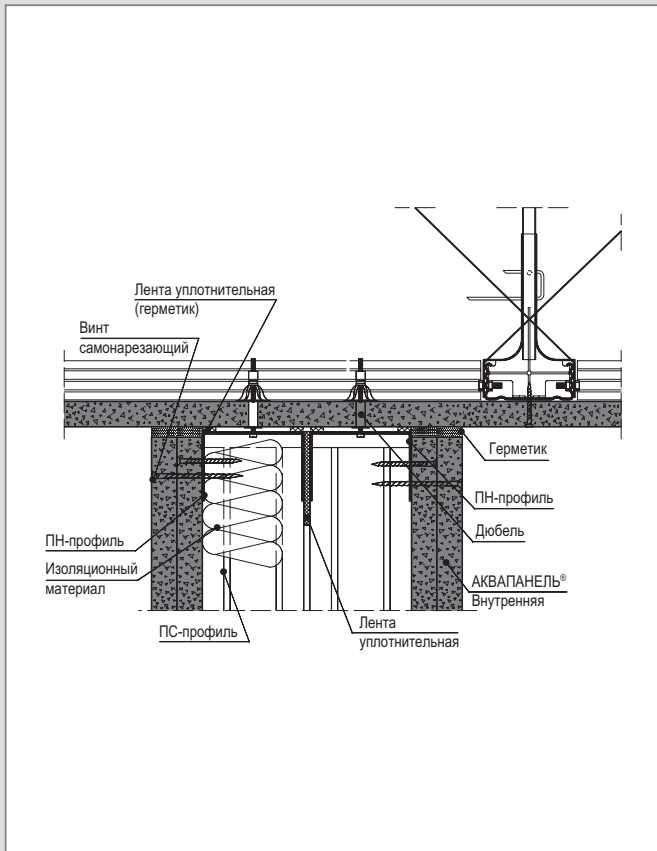 Лента уплотнительная
(герметик)
Винт
самонарезающий
Герметик
ПН-профиль
Дюбель
ПН-профиль
Изоляционный
материал
АКВАПАНЕЛЬ®
Внутренняя
ПС-профиль
Лента
уплотнительная